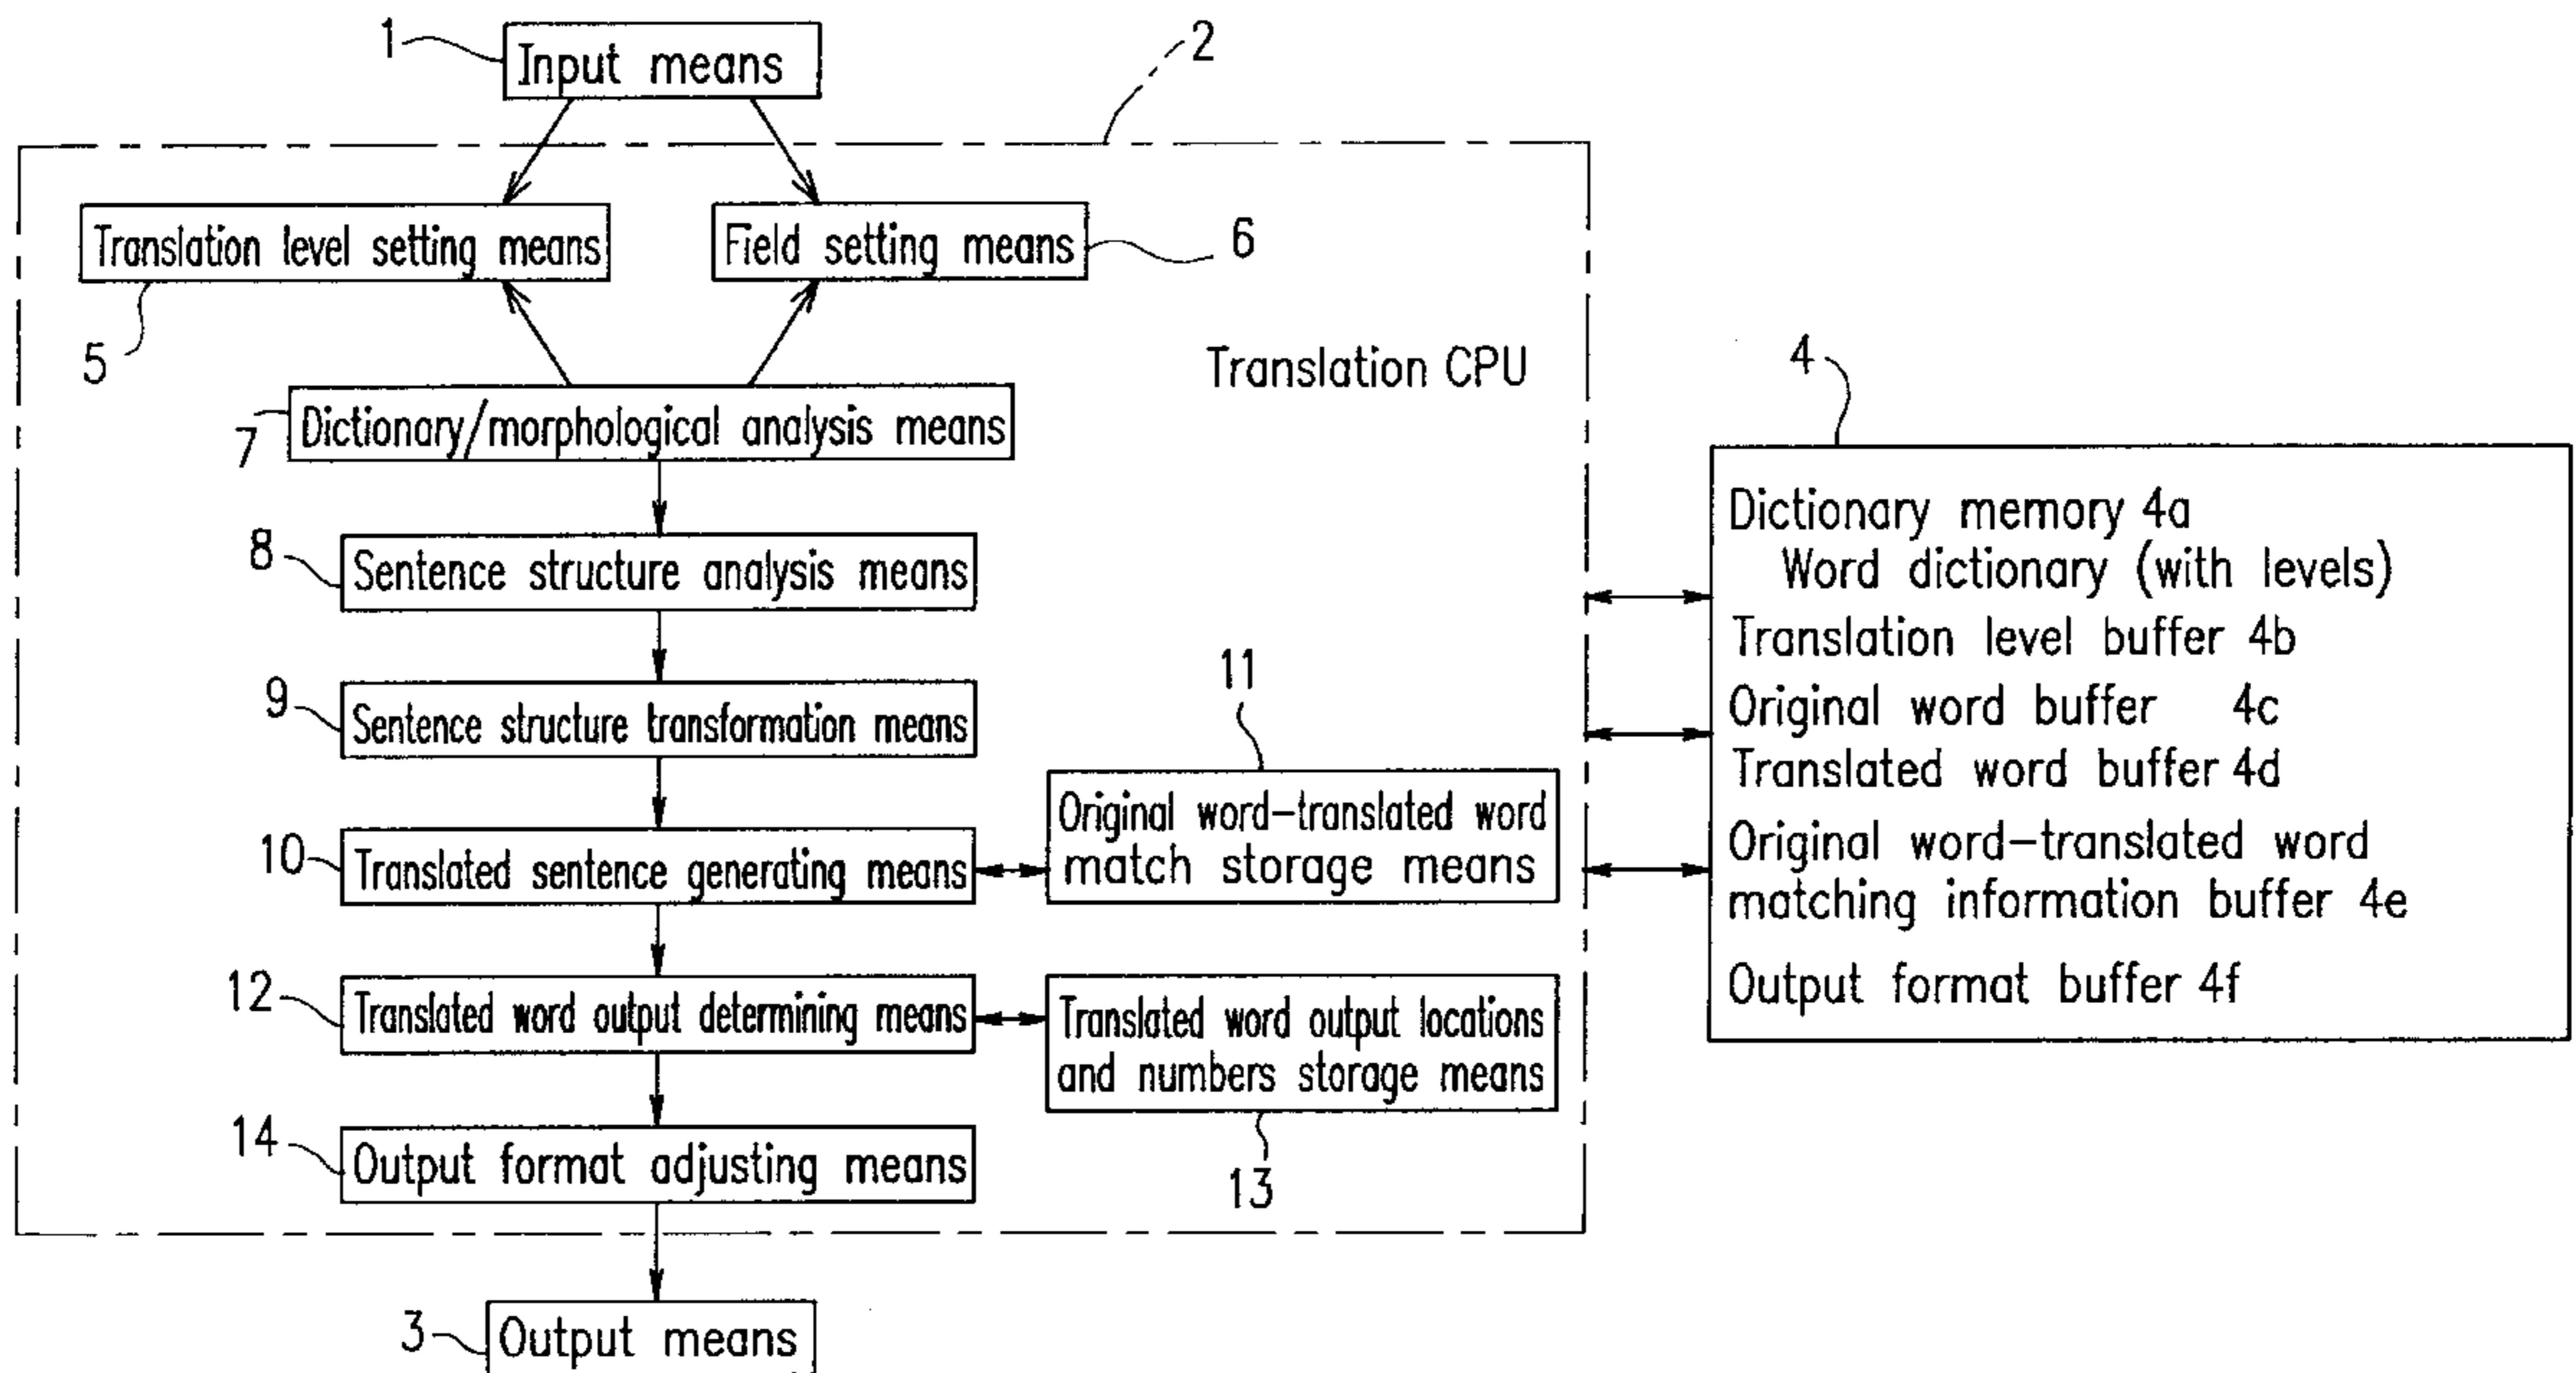 1
Input means
2
Translation level setting means
5
Field setting means
6
Translation CPU
7
Dictionary/morphological analysis means
8
Sentence structure analysis means
9
Sentence structure transformation means
10
Translated sentence generating means
11
Original word-translated word
match storage means
12
Translated word output determining means
Translated word output locations
and numbers storage means
13
14
Output format adjusting means
3
Output means
4
Dictionary memory 4a
Word dictionary (with levels)
Translation level buffer 4b
Original word buffer 4c
Translated word buffer 4d
Original word-translated word
matching information buffer 4e
Output format buffer 4f